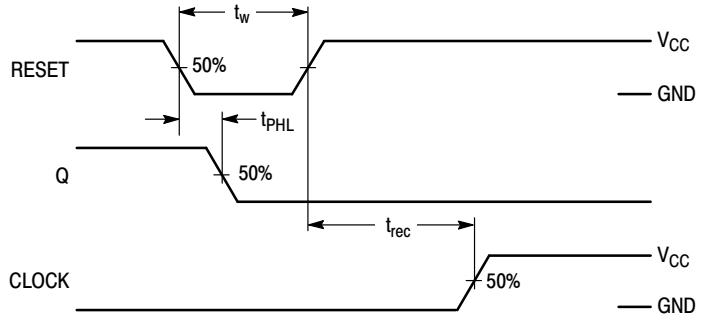 t_w
V_CC
RESET
50%
GND
t_PHL
Q
50%
t_rec
V_CC
CLOCK
50%
GND